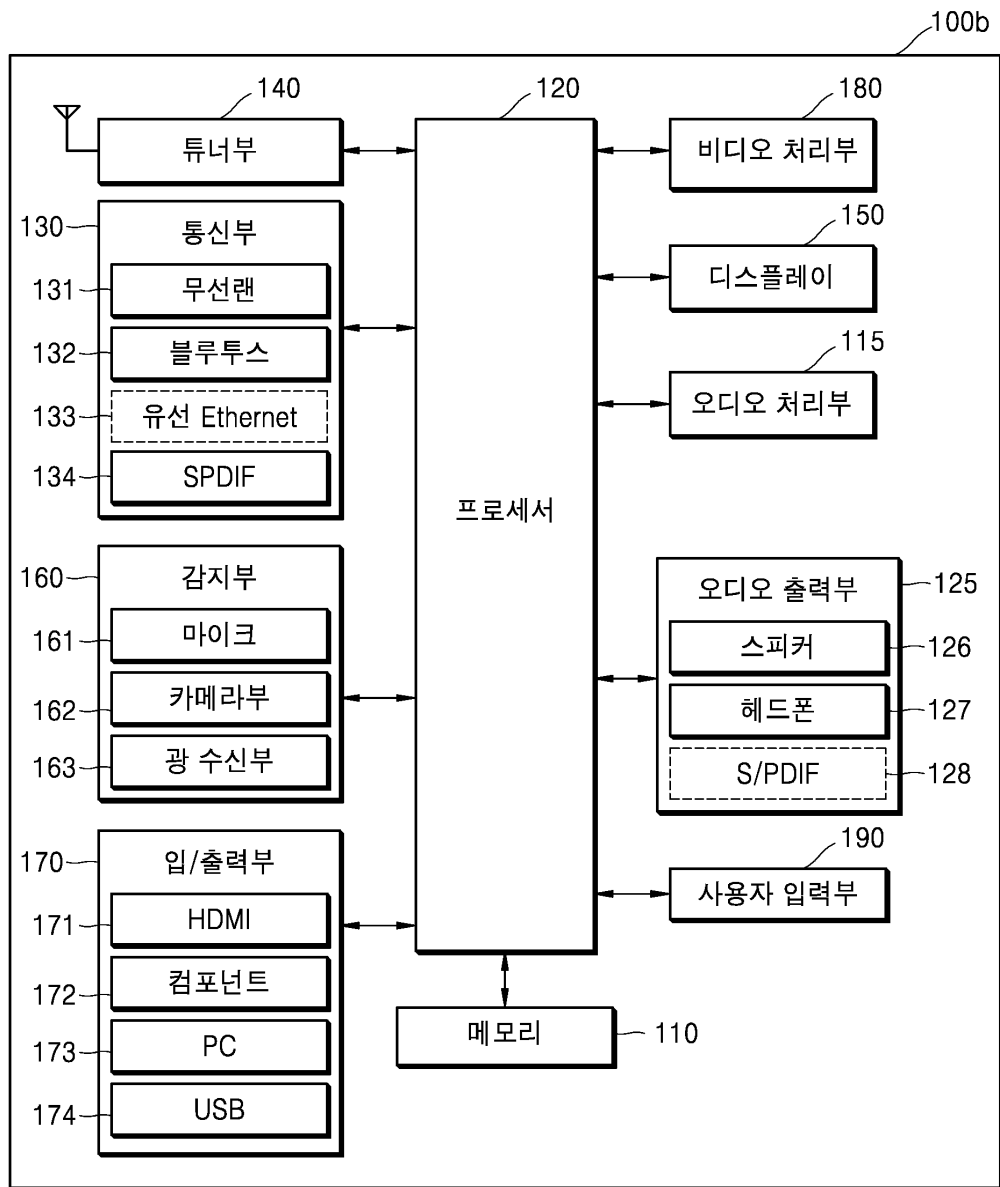 100b
140
튜너부
120
프로세서
180
비디오 처리부
130
통신부
131
무선랜
132
블루투스
133
유선 Ethernet
134
SPDIF
150
디스플레이
115
오디오 처리부
160
감지부
161
마이크
162
카메라부
163
광 수신부
오디오 출력부
125
스피커
126
헤드폰
127
S/PDIF
128
170
입/출력부
171
HDMI
172
컴포넌트
173
PC
174
USB
190
사용자 입력부
메모리
110